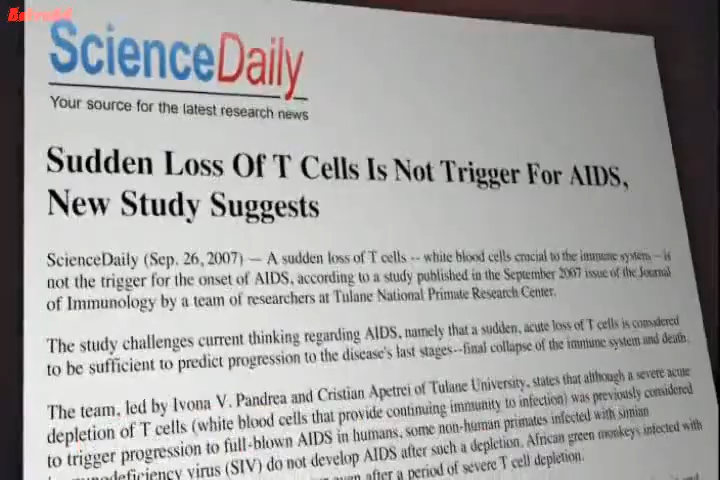 ScienceDaily
Your source for the latest research news
Sudden Loss Of T Cells Is Not Trigger For AIDS,
New Study Suggests
ScienceDaily (Sep. 26, 2007) — A sudden loss of T cells -- white blood cells crucial to the immune system -- is
not the trigger for the onset of AIDS, according to a study published in the September 2007 issue of the Journal
of Immunology by a team of researchers at Tulane National Primate Research Center.
The study challenges current thinking regarding AIDS, namely that a sudden, acute loss of T cells is considered
to be sufficient to predict progression to the disease's last stages--final collapse of the immune system and death.
The team, led by Ivona V. Pandrea and Cristian Apetrei of Tulane University, states that although a severe acute
depletion of T cells (white blood cells that provide continuing immunity to infection) was previously considered
to trigger progression to full-blown AIDS in humans, some non-human primates infected with simian
immunodeficiency virus (SIV) do not develop AIDS after such a depletion. African green monkeys infected with
even after a period of severe T cell depletion.